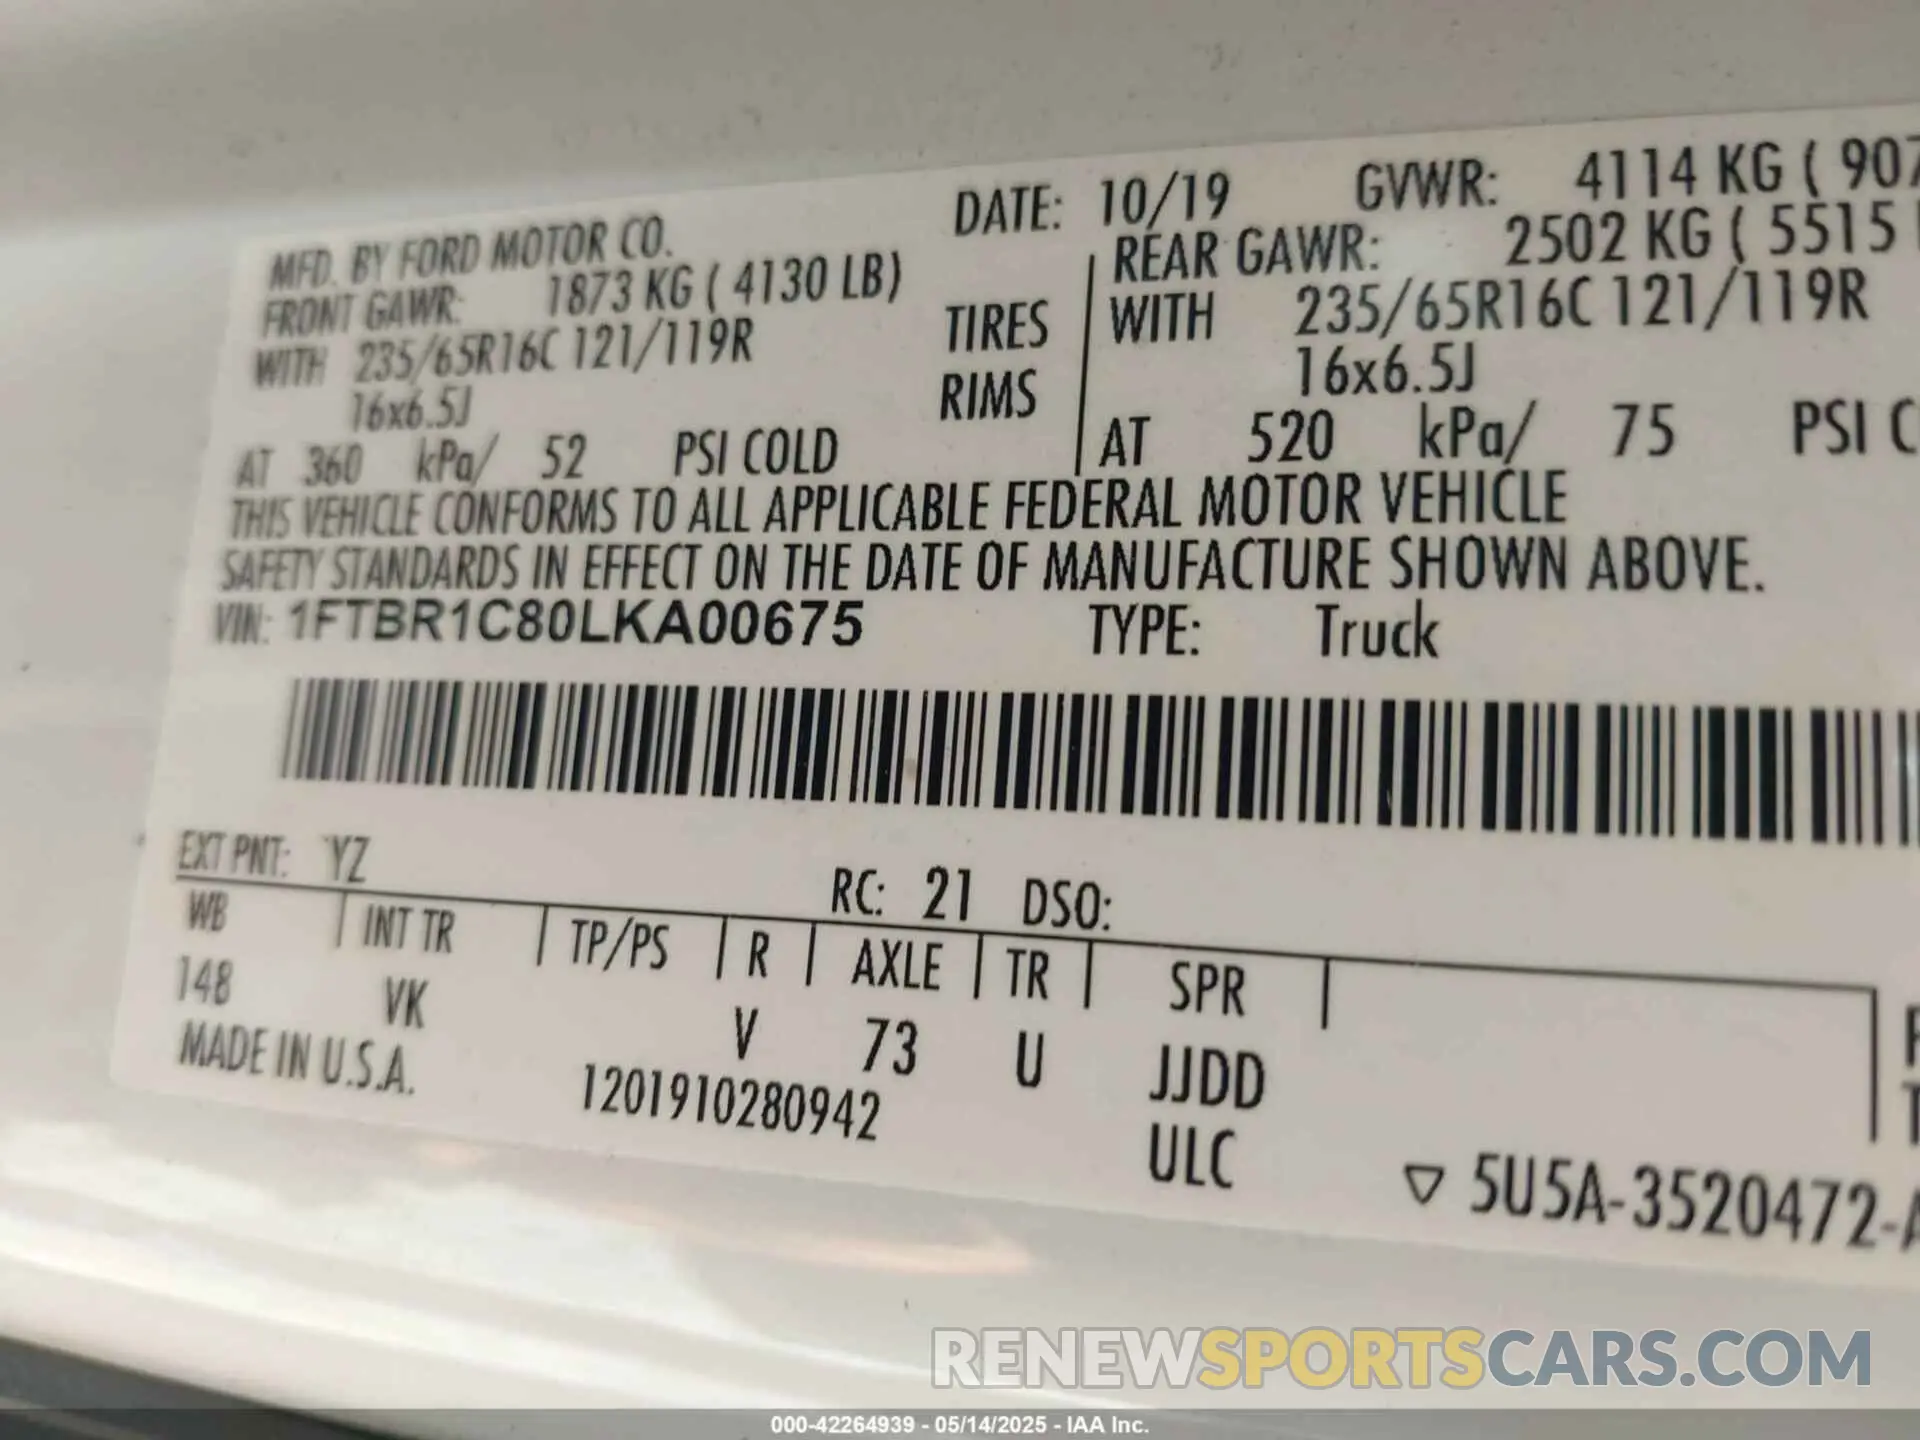 MFD. BY FORD MOTOR CO. DATE: 10/19 GVWR: 4114 KG ( 907
FRONT GAWR: 1873 KG ( 4130 LB) REAR GAWR: 2502 KG ( 5515
WITH 235/65R16C 121/119R TIRES WITH 235/65R16C 121/119R
16x6.5J RIMS 16x6.5J
AT 360 kPa/ 52 PSI COLD AT 520 kPa/ 75 PSI C
THIS VEHICLE CONFORMS TO ALL APPLICABLE FEDERAL MOTOR VEHICLE
SAFETY STANDARDS IN EFFECT ON THE DATE OF MANUFACTURE SHOWN ABOVE.
VIN: 1FTBR1C80LKA00675 TYPE: Truck
EXT PNT: YZ RC: 21 DSO:
WB INT TR TP/PS R AXLE TR SPR
148 VK V 73 U JJDD
MADE IN U.S.A. 1201910280942 ULC
5U5A-3520472-A
RENEWSPORTSCARS.COM
000-42264939 - 05/14/2025 - IAA Inc.